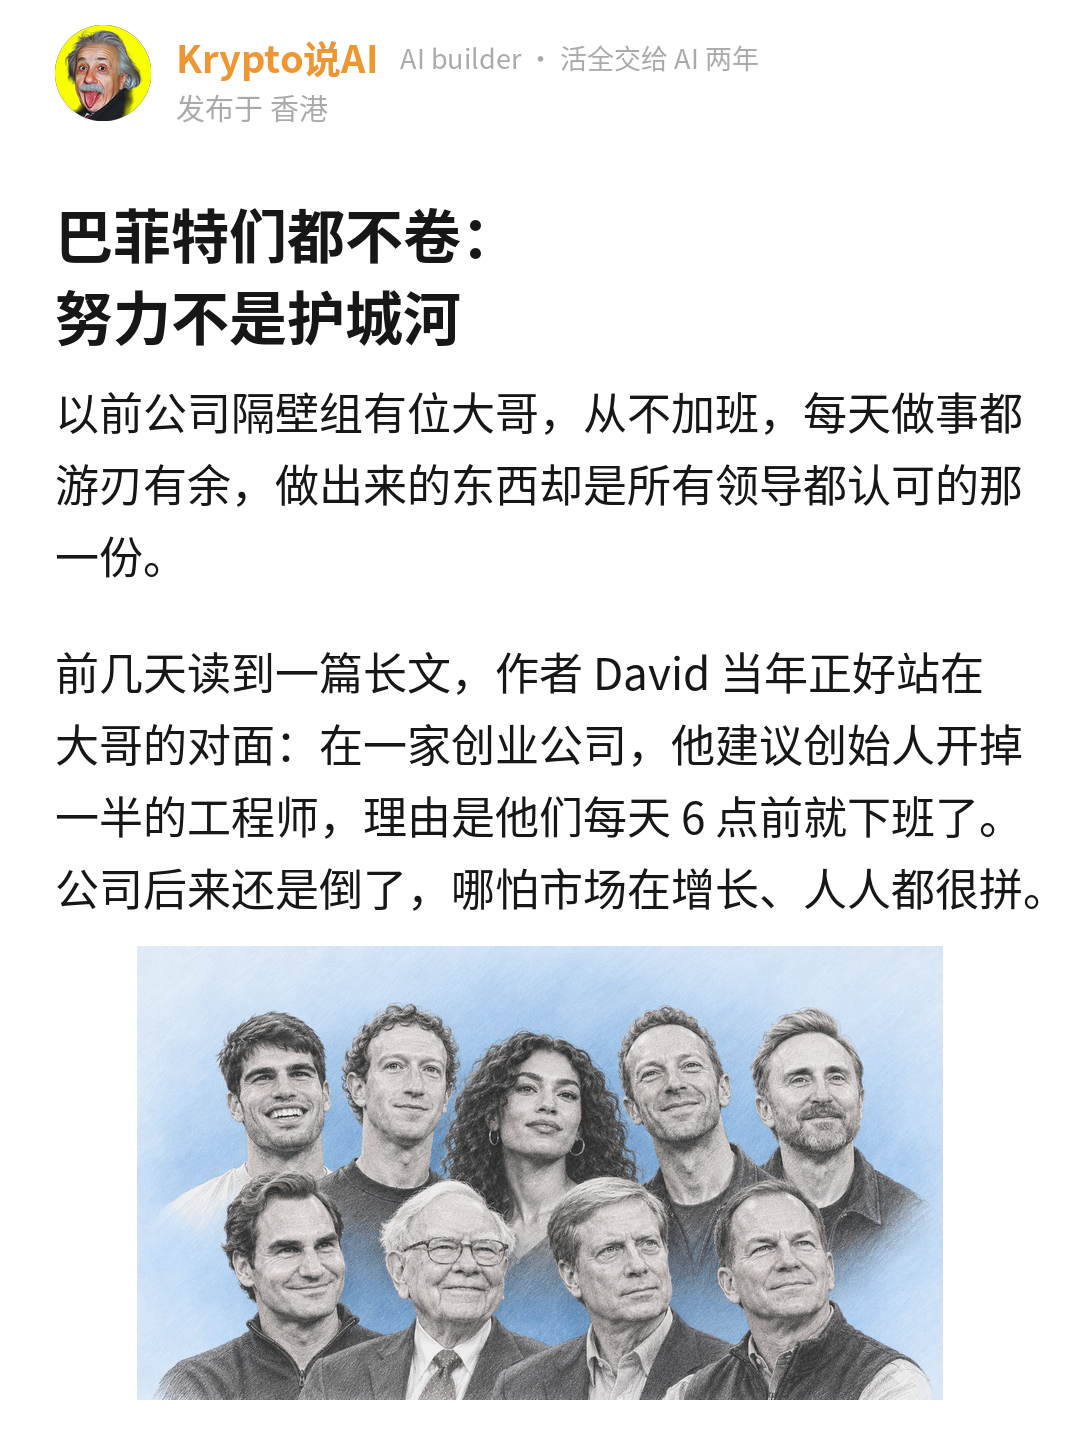 Krypto说AI AI builder · 活全交给 AI 两年
发布于 香港
巴菲特们都不卷：
努力不是护城河
以前公司隔壁组有位大哥，从不加班，每天做事都
游刃有余，做出来的东西却是所有领导都认可的那
一份。
前几天读到一篇长文，作者 David 当年正好站在
大哥的对面：在一家创业公司，他建议创始人开掉
一半的工程师，理由是他们每天 6 点前就下班了。
公司后来还是倒了，哪怕市场在增长、人人都很拼。